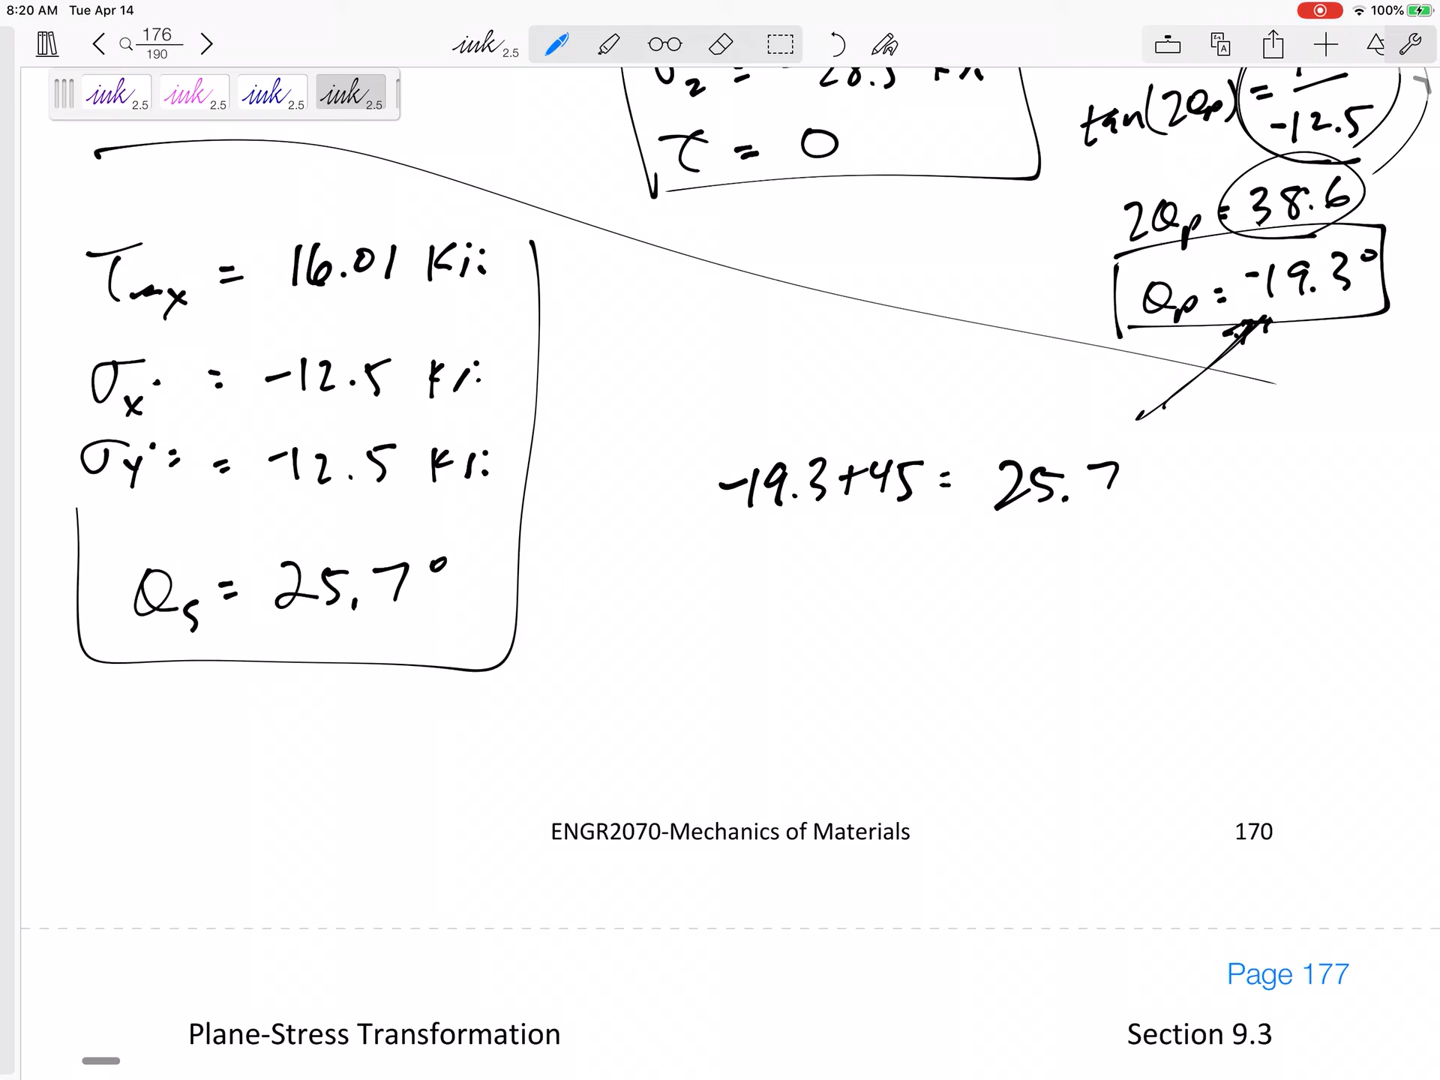 8:20 AM Tue Apr 14
100%
176
190
ink 2.5
ink 2.5
ink 2.5
ink 2.5
ink 2.5
τ = 0
tan(2θp) =
-12.5
2θp = 38.6
θp = -19.3°
τmax = 16.01 Ksi
σx' = -12.5 ksi
σy' = = -12.5 ksi
θs = 25.7°
-19.3+45 = 25.7
ENGR2070-Mechanics of Materials
170
Page 177
Plane-Stress Transformation
Section 9.3